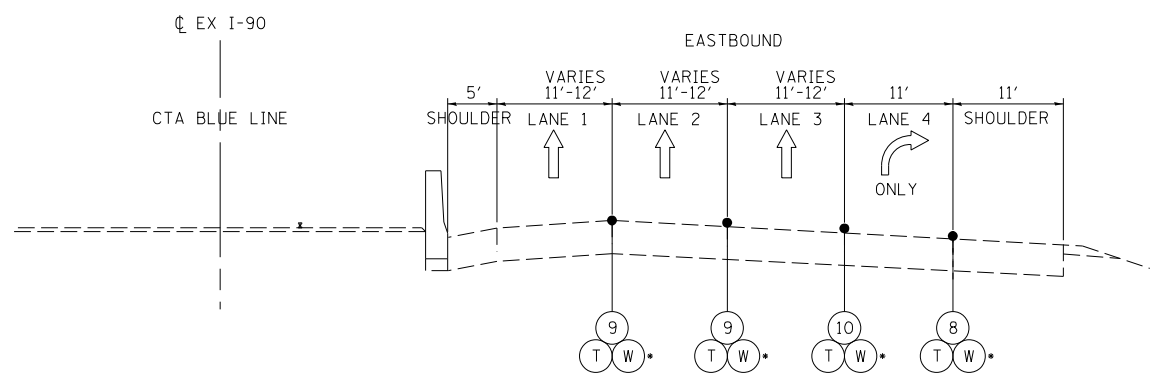 ℄ EX I-90
EASTBOUND
VARIES VARIES VARIES
5' 11'-12' 11'-12' 11'-12' 11' 11'
CTA BLUE LINE SHOULDER LANE 1 LANE 2 LANE 3 LANE 4 SHOULDER
ONLY
9 9 10 8
T W * T W * T W * T W *